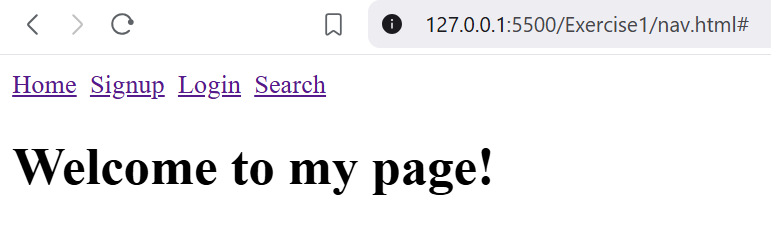 127.0.0.1:5500/Exercise1/nav.html#
Home Signup Login Search
Welcome to my page!